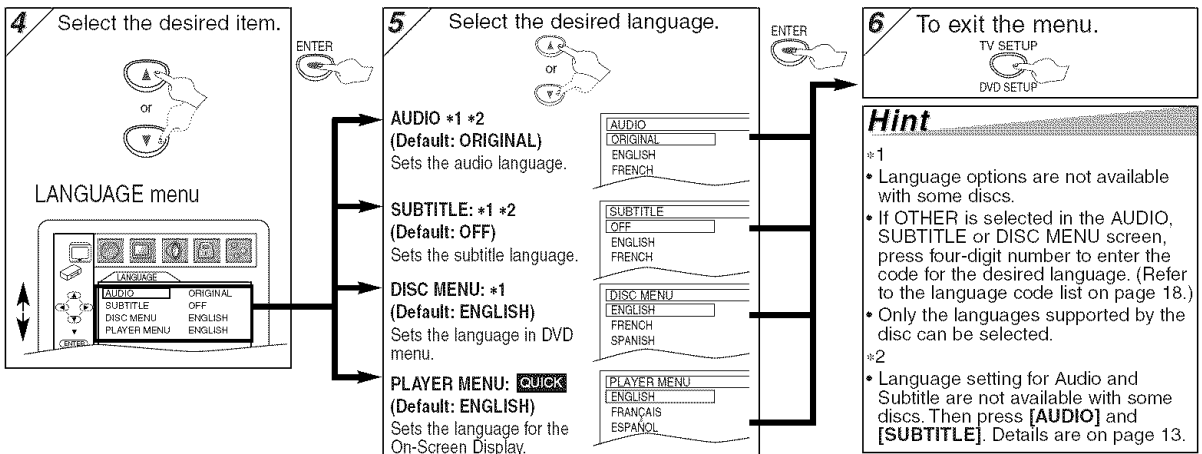 4 Select the desired item.
ENTER
▲
or
▼
LANGUAGE menu
LANGUAGE
AUDIO ORIGINAL
SUBTITLE OFF
DISC MENU ENGLISH
PLAYER MENU ENGLISH
ENTER
5 Select the desired language.
ENTER
▲
or
▼
AUDIO *1 *2
(Default: ORIGINAL)
Sets the audio language.
AUDIO
ORIGINAL
ENGLISH
FRENCH
SUBTITLE: *1 *2
(Default: OFF)
Sets the subtitle language.
SUBTITLE
OFF
ENGLISH
FRENCH
DISC MENU: *1
(Default: ENGLISH)
Sets the language in DVD
menu.
DISC MENU
ENGLISH
FRENCH
SPANISH
PLAYER MENU: QUICK
(Default: ENGLISH)
Sets the language for the
On-Screen Display.
PLAYER MENU
ENGLISH
FRANÇAIS
ESPAÑOL
6 To exit the menu.
TV SETUP
DVD SETUP
Hint
*1
• Language options are not available
with some discs.
• If OTHER is selected in the AUDIO,
SUBTITLE or DISC MENU screen,
press four-digit number to enter the
code for the desired language. (Refer
to the language code list on page 18.)
• Only the languages supported by the
disc can be selected.
*2
• Language setting for Audio and
Subtitle are not available with some
discs. Then press [AUDIO] and
[SUBTITLE]. Details are on page 13.